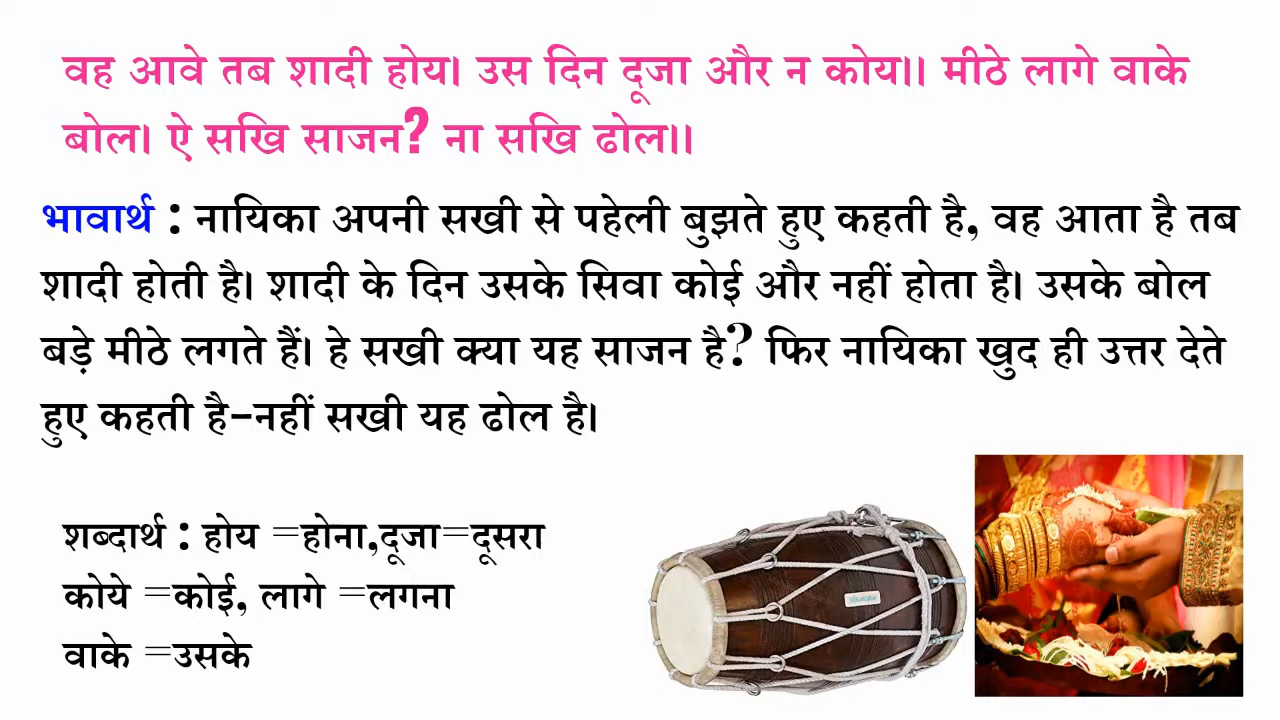 वह आवे तब शादी होय। उस दिन दूजा और न कोय।। मीठे लागे वाके
बोल। ऐ सखि साजन? ना सखि ढोल।।
भावार्थ : नायिका अपनी सखी से पहेली बुझते हुए कहती है, वह आता है तब
शादी होती है। शादी के दिन उसके सिवा कोई और नहीं होता है। उसके बोल
बड़े मीठे लगते हैं। हे सखी क्या यह साजन है? फिर नायिका खुद ही उत्तर देते
हुए कहती है-नहीं सखी यह ढोल है।
शब्दार्थ : होय =होना,दूजा=दूसरा
कोये =कोई, लागे =लगना
वाके =उसके